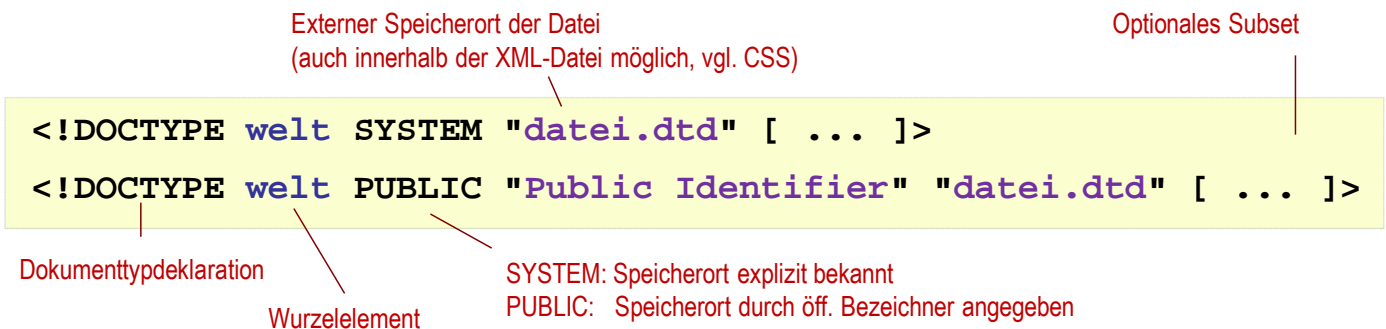 Externer Speicherort der Datei
(auch innerhalb der XML-Datei möglich, vgl. CSS)
Optionales Subset
<!DOCTYPE welt SYSTEM "datei.dtd" [ ... ]>
<!DOCTYPE welt PUBLIC "Public Identifier" "datei.dtd" [ ... ]>
Dokumenttypdeklaration
Wurzelelement
SYSTEM: Speicherort explizit bekannt
PUBLIC: Speicherort durch öff. Bezeichner angegeben